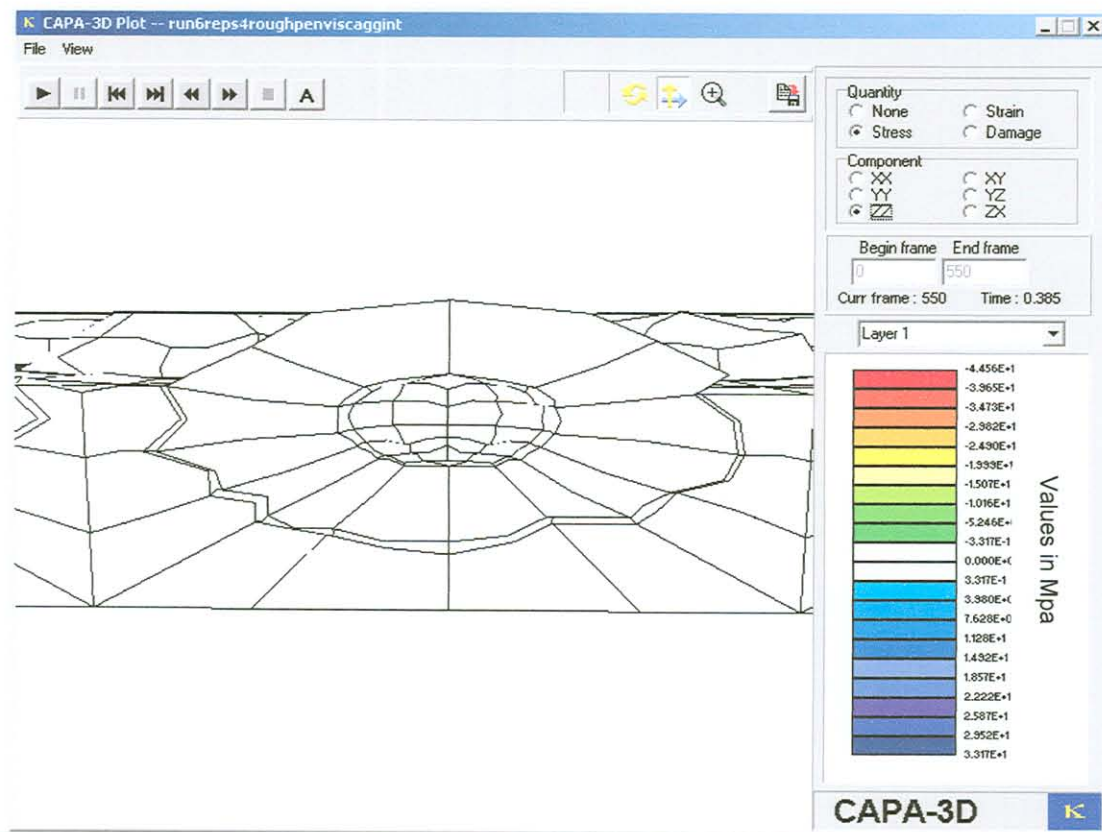 K CAPA-3D Plot -- run6reps4roughpenviscaggint
File View
A
Quantity
None Strain
Stress Damage
Component
XX XY
YY YZ
ZZ ZX
Begin frame End frame
0 550
Curr frame : 550 Time : 0.385
Layer 1
-4.456E+1
-3.965E+1
-3.473E+1
-2.982E+1
-2.490E+1
-1.999E+1
-1.507E+1
-1.016E+1
-5.246E+(
-3.317E-1
0.000E+(
3.317E-1
3.980E+(
7.628E+0
1.128E+1
1.492E+1
1.857E+1
2.222E+1
2.587E+1
2.952E+1
3.317E+1
Values in Mpa
CAPA-3D K